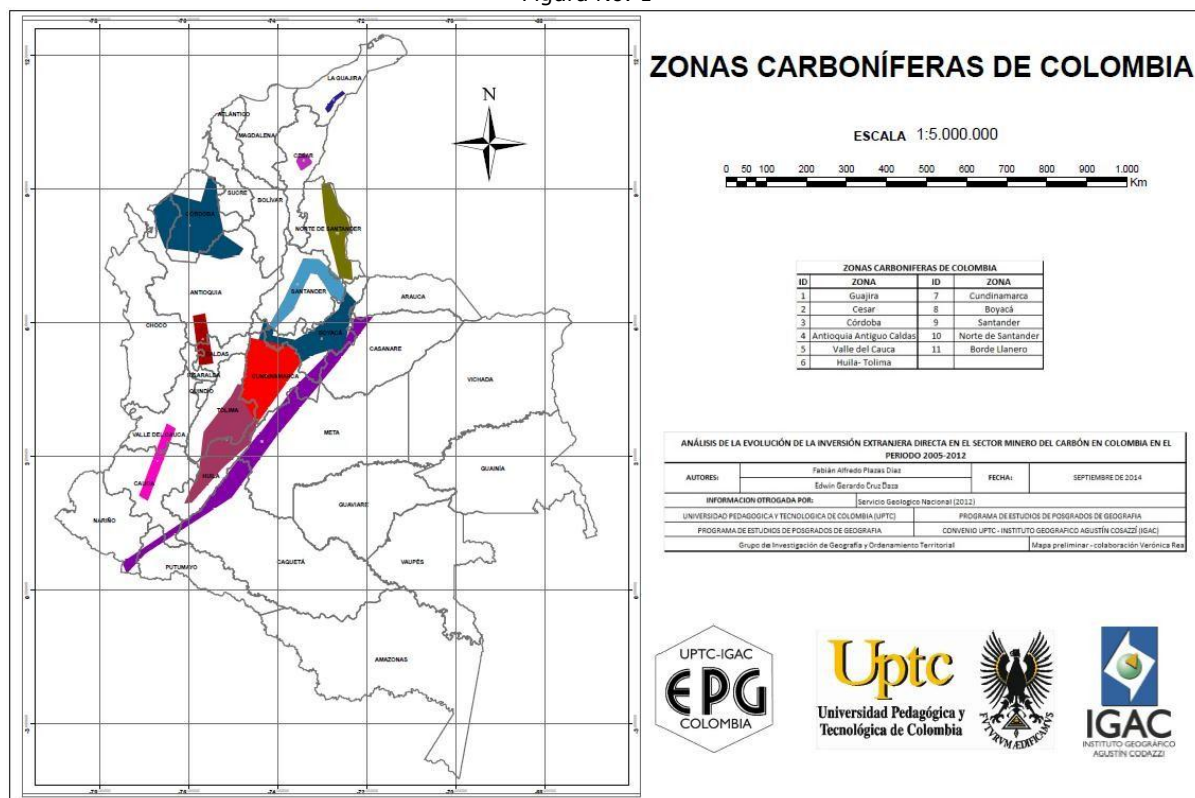 Figura No. 1
ZONAS CARBONÍFERAS DE COLOMBIA
ESCALA 1:5.000.000
0 50 100 200 300 400 500 600 700 800 900 1.000
Km
N
LA GUAJIRA
ATLÁNTICO
MAGDALENA
CESAR
SUCRE
BOLÍVAR
CÓRDOBA
NORTE DE SANTANDER
ANTIOQUIA
SANTANDER
ARAUCA
CHOCO
BOYACÁ
CALDAS
CASANARE
RISARALDA
CUNDINAMARCA
QUINDIO
VICHADA
TOLIMA
VALLE DEL CAUCA
META
GUAINÍA
CAUCA
HUILA
GUAVIARE
NARIÑO
PUTUMAYO
CAQUETÁ
VAUPÉS
AMAZONAS
ZONAS CARBONIFERAS DE COLOMBIA
ID ZONA ID ZONA
1 Guajira 7 Cundinamarca
2 Cesar 8 Boyacá
3 Córdoba 9 Santander
4 Antioquia Antiguo Caldas 10 Norte de Santander
5 Valle del Cauca 11 Borde Llanero
6 Huila- Tolima
ANÁLISIS DE LA EVOLUCIÓN DE LA INVERSIÓN EXTRANJERA DIRECTA EN EL SECTOR MINERO DEL CARBÓN EN COLOMBIA EN EL
PERIODO 2005-2012
AUTORES: Fabián Alfredo Plazas Díaz FECHA: SEPTIEMBRE DE 2014
Edwin Gerardo Cruz Daza
INFORMACION OTROGADA POR: Servicio Geologico Nacional (2012)
UNIVERSIDAD PEDAGOGICA Y TECNOLOGICA DE COLOMBIA (UPTC) PROGRAMA DE ESTUDIOS DE POSGRADOS DE GEOGRAFIA
PROGRAMA DE ESTUDIOS DE POSGRADOS DE GEOGRAFIA CONVENIO UPTC - INSTITUTO GEOGRAFICO AGUSTÍN COSAZZÍ (IGAC)
Grupo de Investigación de Geografía y Ordenamiento Territorial Mapa preliminar - colaboración Verónica Rea
UPTC-IGAC
EPG
COLOMBIA
Uptc
Universidad Pedagógica y
Tecnológica de Colombia
FVTVRVM ÆDIFICAMVS
IGAC
INSTITUTO GEOGRÁFICO
AGUSTÍN CODAZZI